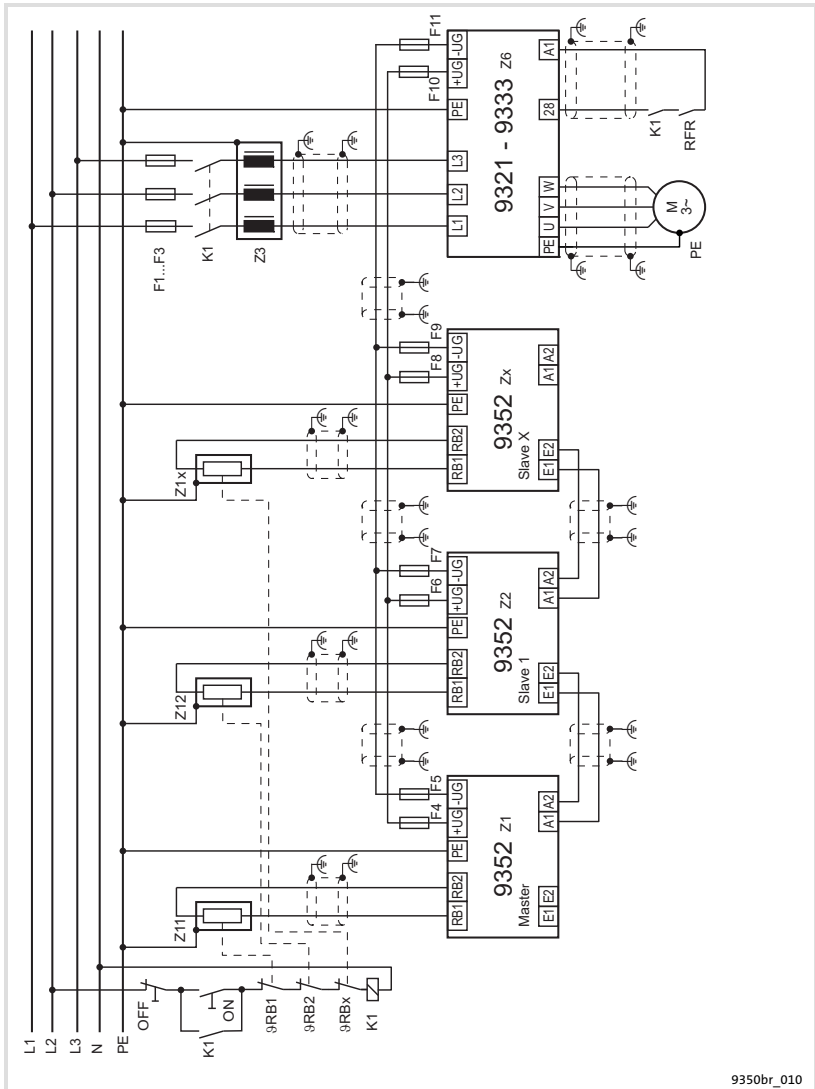 L1
L2
L3
N
PE
OFF
ON
K1
ϑRB1
ϑRB2
ϑRBx
K1
Z11
Z12
Z1x
F1...F3
K1
Z3
RB1 RB2 PE +UG -UG
F4 F5
9352 Z1
Master
E1 E2 A1 A2
RB1 RB2 PE +UG -UG
F6 F7
9352 Z2
Slave 1
E1 E2 A1 A2
RB1 RB2 PE +UG -UG
F8 F9
9352 Zx
Slave X
E1 E2 A1 A2
L1 L2 L3 PE +UG -UG
F10 F11
9321 - 9333 Z6
PE U V W 28 A1
M
3~
PE
K1
RFR
9350br_010